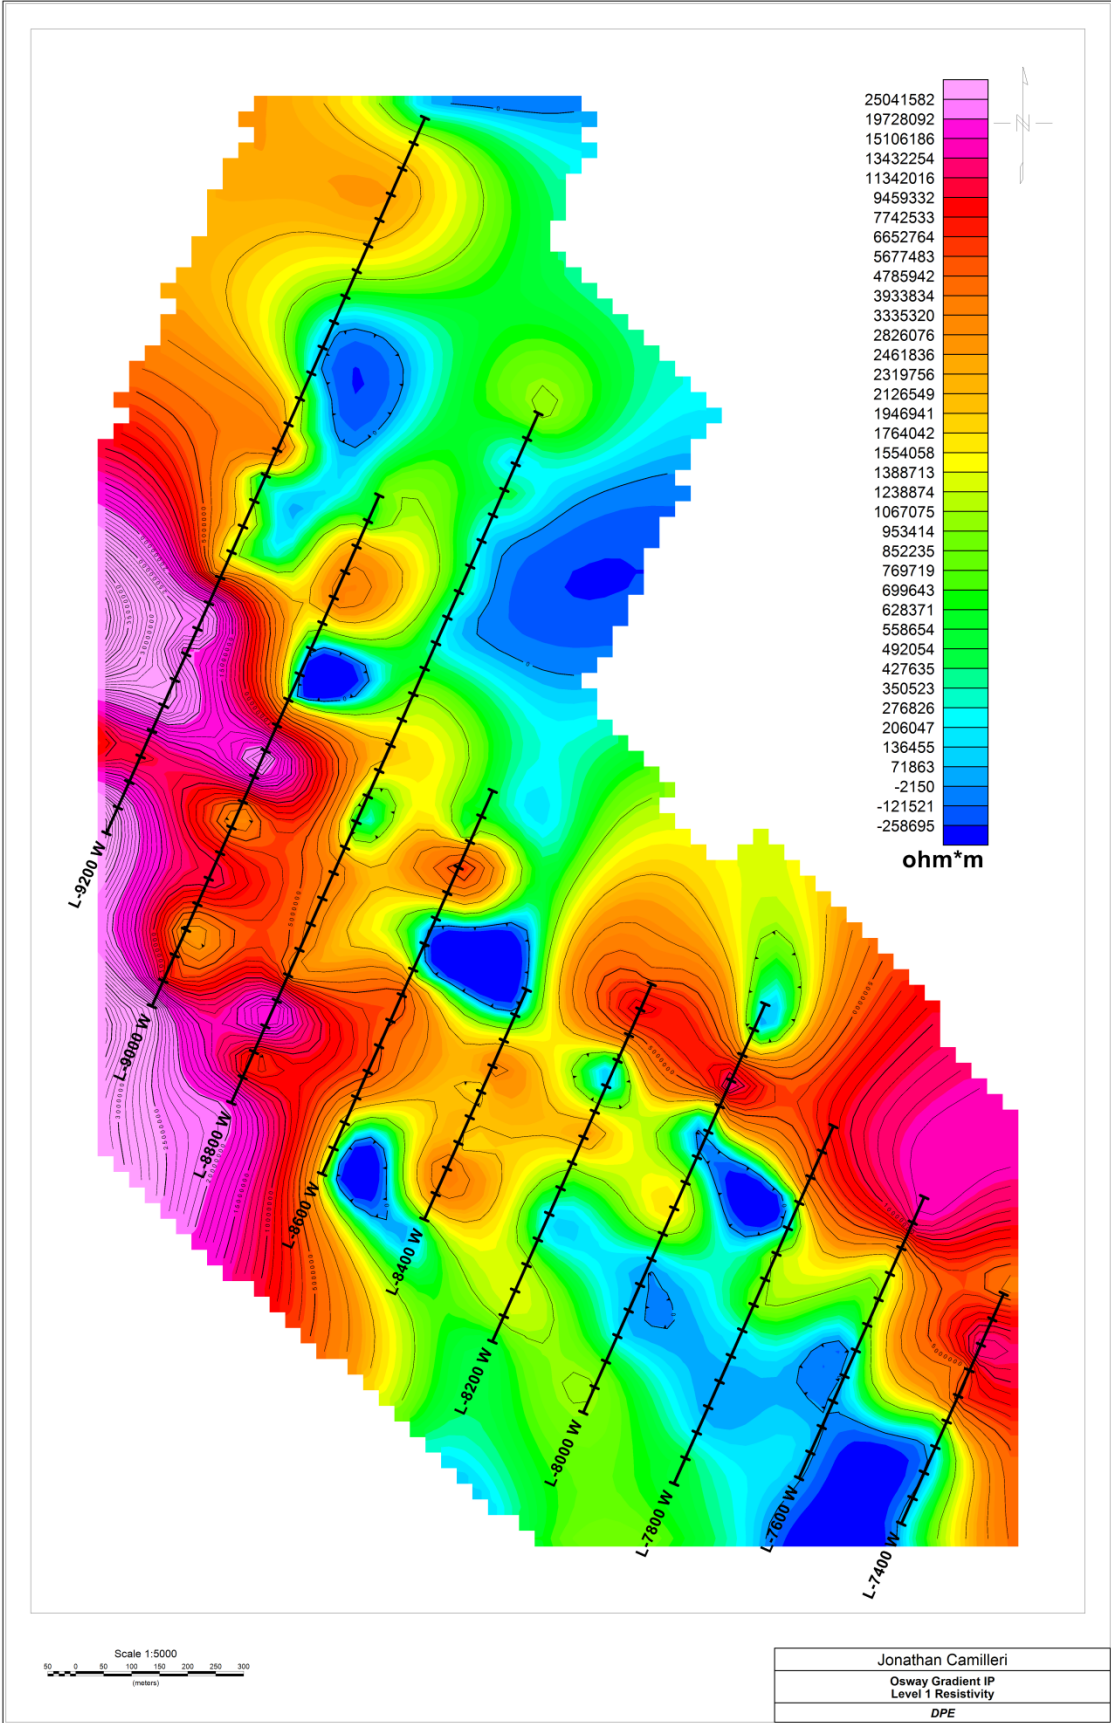 25041582
19728092
15106186
13432254
11342016
9459332
7742533
6652764
5677483
4785942
3933834
3335320
2826076
2461836
2319756
2126549
1946941
1764042
1554058
1388713
1238874
1067075
953414
852235
769719
699643
628371
558654
492054
427635
350523
276826
206047
136455
71863
-2150
-121521
-258695
ohm*m
N
L-9200 W
L-9000 W
L-8800 W
L-8600 W
L-8400 W
L-8200 W
L-8000 W
L-7800 W
L-7600 W
L-7400 W
Scale 1:5000
50 0 50 100 150 200 250 300
(meters)
Jonathan Camilleri
Osway Gradient IP
Level 1 Resistivity
DPE